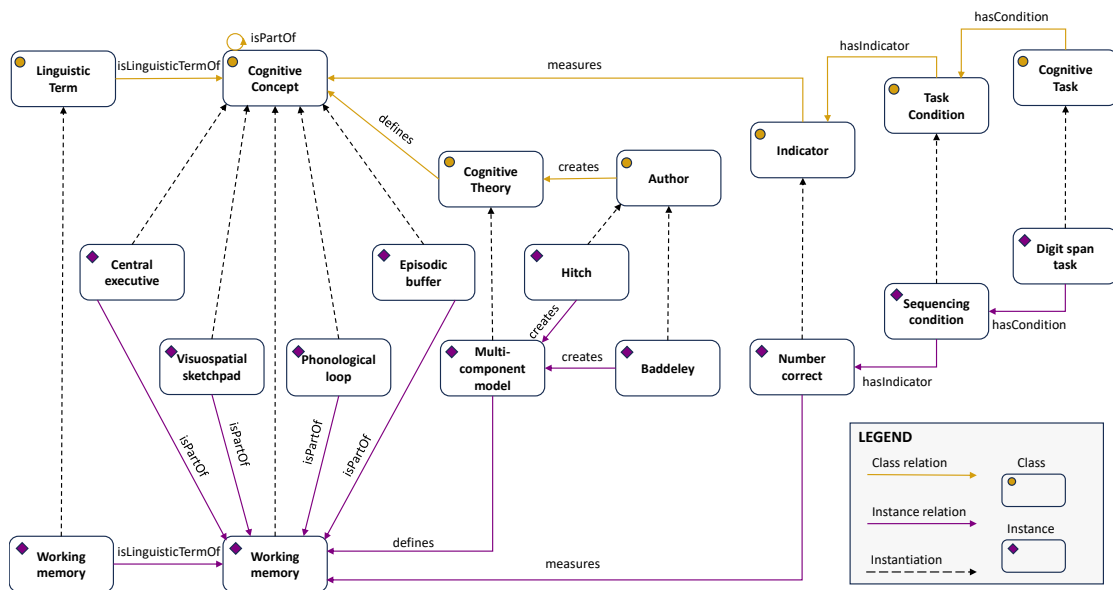 isPartOf
hasCondition
Linguistic
Term
isLinguisticTermOf
Cognitive
Concept
measures
hasIndicator
Task
Condition
Cognitive
Task
defines
Cognitive
Theory
creates
Author
Indicator
Central
executive
Episodic
buffer
Hitch
Digit span
task
Sequencing
condition
hasCondition
creates
Visuospatial
sketchpad
Phonological
loop
Multi-
component
model
creates
Baddeley
Number
correct
hasIndicator
isPartOf
isPartOf
isPartOf
isPartOf
LEGEND
Class relation
Class
Instance relation
Instance
Instantiation
Working
memory
isLinguisticTermOf
Working
memory
defines
measures